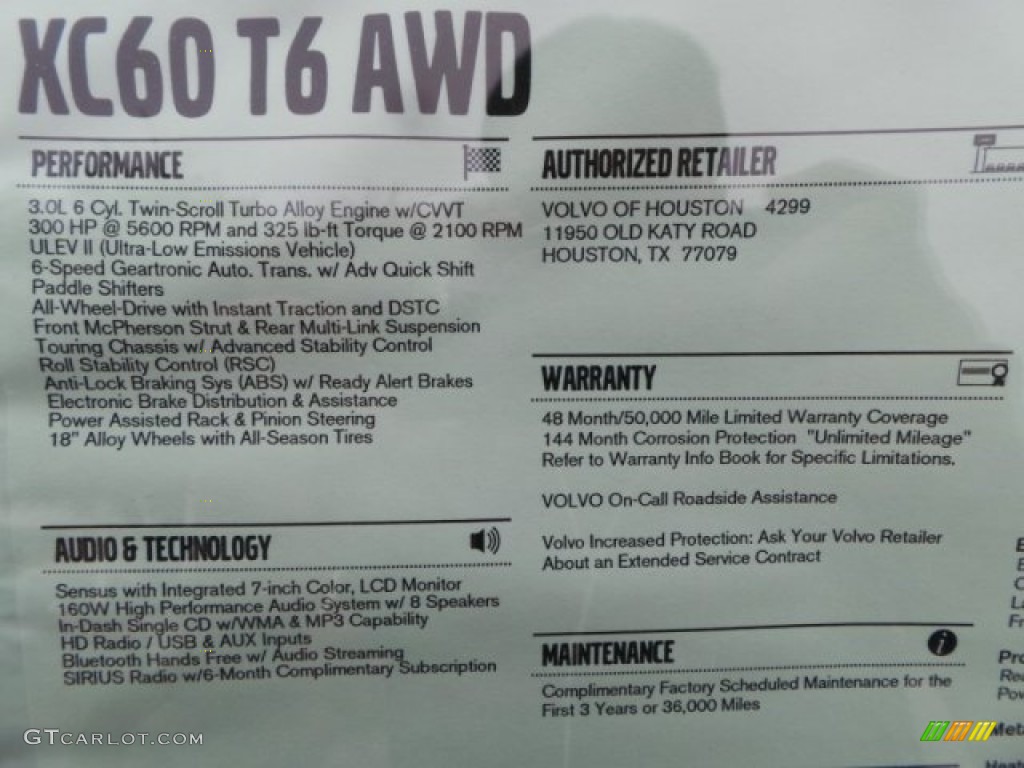 XC60 T6 AWD
PERFORMANCE
3.0L 6 Cyl. Twin-Scroll Turbo Alloy Engine w/CVVT
300 HP @ 5600 RPM and 325 lb-ft Torque @ 2100 RPM
ULEV II (Ultra-Low Emissions Vehicle)
6-Speed Geartronic Auto. Trans. w/ Adv Quick Shift
Paddle Shifters
All-Wheel-Drive with Instant Traction and DSTC
Front McPherson Strut & Rear Multi-Link Suspension
Touring Chassis w/ Advanced Stability Control
Roll Stability Control (RSC)
Anti-Lock Braking Sys (ABS) w/ Ready Alert Brakes
Electronic Brake Distribution & Assistance
Power Assisted Rack & Pinion Steering
18" Alloy Wheels with All-Season Tires
AUDIO & TECHNOLOGY
Sensus with Integrated 7-inch Color, LCD Monitor
160W High Performance Audio System w/ 8 Speakers
In-Dash Single CD w/WMA & MP3 Capability
HD Radio / USB & AUX Inputs
Bluetooth Hands Free w/ Audio Streaming
SIRIUS Radio w/6-Month Complimentary Subscription
AUTHORIZED RETAILER
VOLVO OF HOUSTON 4299
11950 OLD KATY ROAD
HOUSTON, TX 77079
WARRANTY
48 Month/50,000 Mile Limited Warranty Coverage
144 Month Corrosion Protection "Unlimited Mileage"
Refer to Warranty Info Book for Specific Limitations.
VOLVO On-Call Roadside Assistance
Volvo Increased Protection: Ask Your Volvo Retailer
About an Extended Service Contract
MAINTENANCE
Complimentary Factory Scheduled Maintenance for the
First 3 Years or 36,000 Miles
GTCARLOT.COM